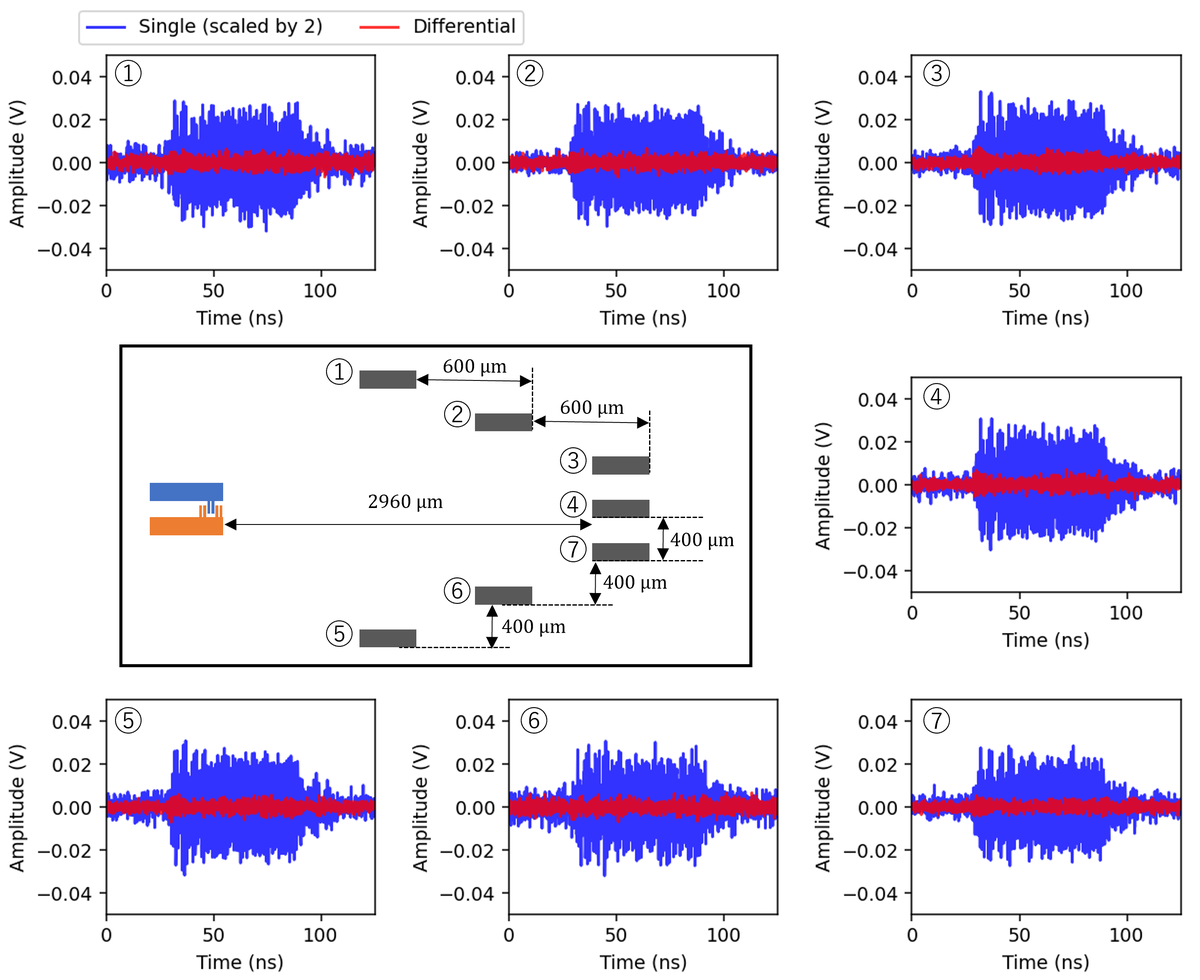 Single (scaled by 2) Differential
① ② ③
0.04 0.04 0.04
0.02 0.02 0.02
0.00 0.00 0.00
−0.02 −0.02 −0.02
−0.04 −0.04 −0.04
Amplitude (V) Amplitude (V) Amplitude (V)
0 50 100 0 50 100 0 50 100
Time (ns) Time (ns) Time (ns)
① 600 μm
② 600 μm
③
2960 μm
④
400 μm
⑦
400 μm
⑥
400 μm
⑤
④
0.04
0.02
0.00
−0.02
−0.04
Amplitude (V)
0 50 100
Time (ns)
⑤ ⑥ ⑦
0.04 0.04 0.04
0.02 0.02 0.02
0.00 0.00 0.00
−0.02 −0.02 −0.02
−0.04 −0.04 −0.04
Amplitude (V) Amplitude (V) Amplitude (V)
0 50 100 0 50 100 0 50 100
Time (ns) Time (ns) Time (ns)